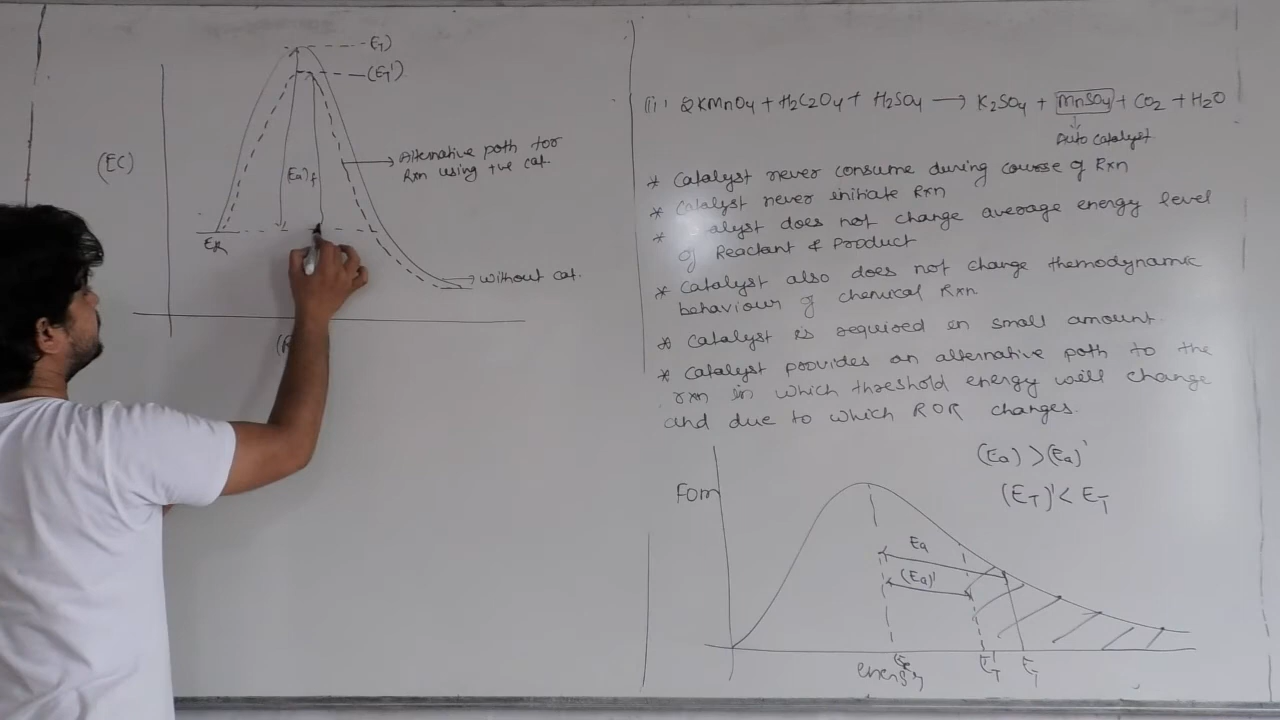 ET)
(ET')
(EC)
Alternative path for
Rxn using +ve cat.
Ea)f
ER
without cat.
2KMnO4 + H2C2O4 + H2SO4 → K2SO4 + MnSO4 + CO2 + H2O
Auto catalyst
* Catalyst never consume during course of Rxn
* Catalyst never initiate Rxn
* alyst does not change average energy level
of Reactant & Product
* Catalyst also does not change themodynamic
behaviour of chemical Rxn.
* Catalyst is required in small amount.
* Catalyst provides an alternative path to the
rxn in which threshold energy will change
and due to which ROR changes.
(Ea) > (Ea)'
(ET)' < ET
FOM
Ea
(Ea)'
energy
ET'
ET